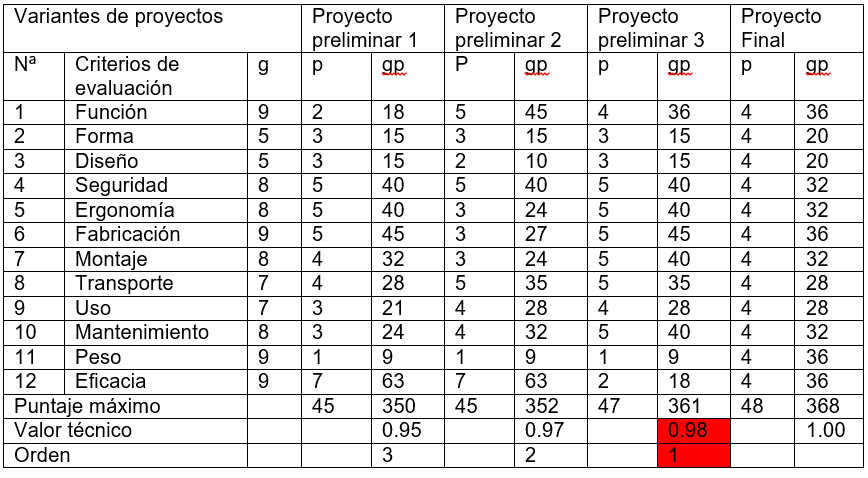 Variantes de proyectos Proyecto preliminar 1 Proyecto preliminar 2 Proyecto preliminar 3 Proyecto Final
Nª Criterios de evaluación g p gp P gp p gp p gp
1 Función 9 2 18 5 45 4 36 4 36
2 Forma 5 3 15 3 15 3 15 4 20
3 Diseño 5 3 15 2 10 3 15 4 20
4 Seguridad 8 5 40 5 40 5 40 4 32
5 Ergonomía 8 5 40 3 24 5 40 4 32
6 Fabricación 9 5 45 3 27 5 45 4 36
7 Montaje 8 4 32 3 24 5 40 4 32
8 Transporte 7 4 28 5 35 5 35 4 28
9 Uso 7 3 21 4 28 4 28 4 28
10 Mantenimiento 8 3 24 4 32 5 40 4 32
11 Peso 9 1 9 1 9 1 9 4 36
12 Eficacia 9 7 63 7 63 2 18 4 36
Puntaje máximo 45 350 45 352 47 361 48 368
Valor técnico 0.95 0.97 0.98 1.00
Orden 3 2 1